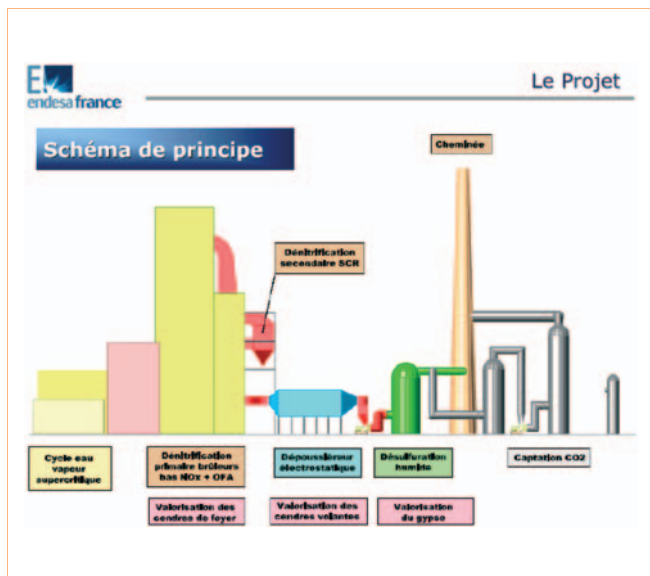 E.
endesa france
Le Projet
Schéma de principe
Cheminée
Dénitrification
secondaire SCR
Cycle eau
vapeur
supercritique
Dénitrification
primaire brûleurs
bas NOx + OFA
Dépoussiéreur
électrostatique
Désulfuration
humide
Captation CO2
Valorisation des
cendres de foyer
Valorisation des
cendres volantes
Valorisation
du gypse